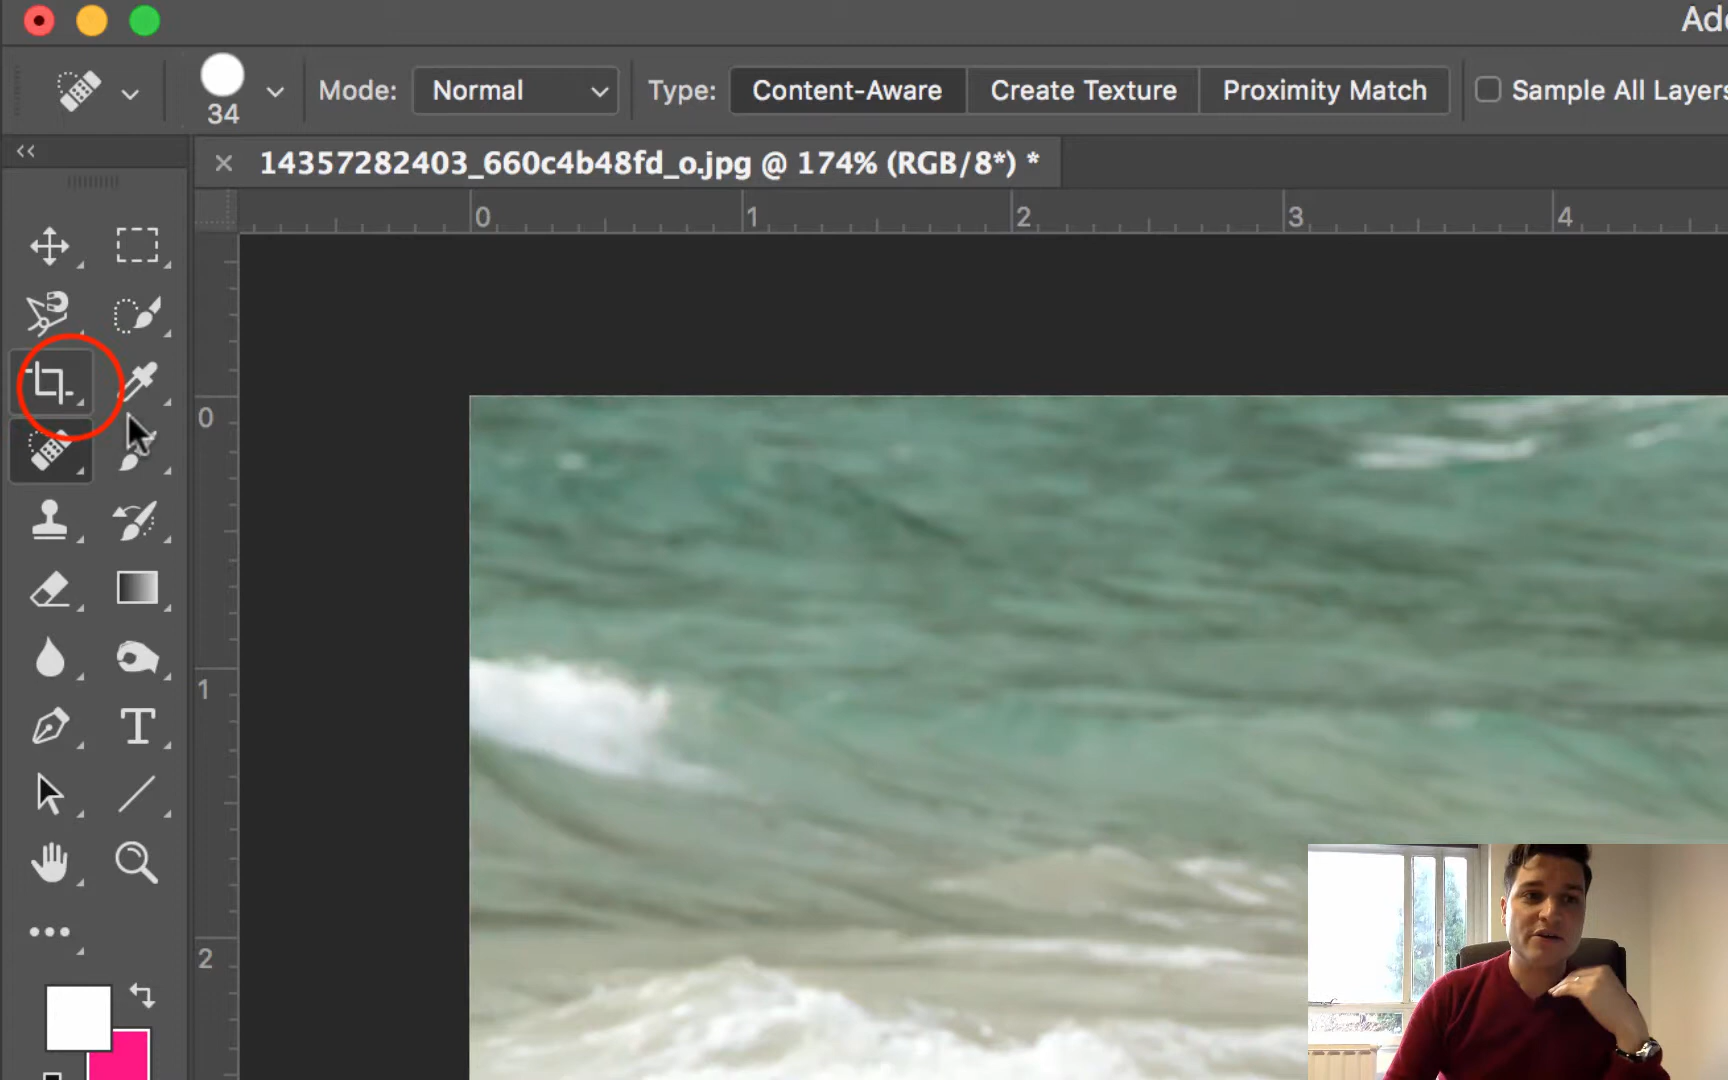 Ado
34
Mode: Normal Type: Content-Aware Create Texture Proximity Match Sample All Layers
14357282403_660c4b48fd_o.jpg @ 174% (RGB/8*) *
0 1 2 3 4
0
1
2
T